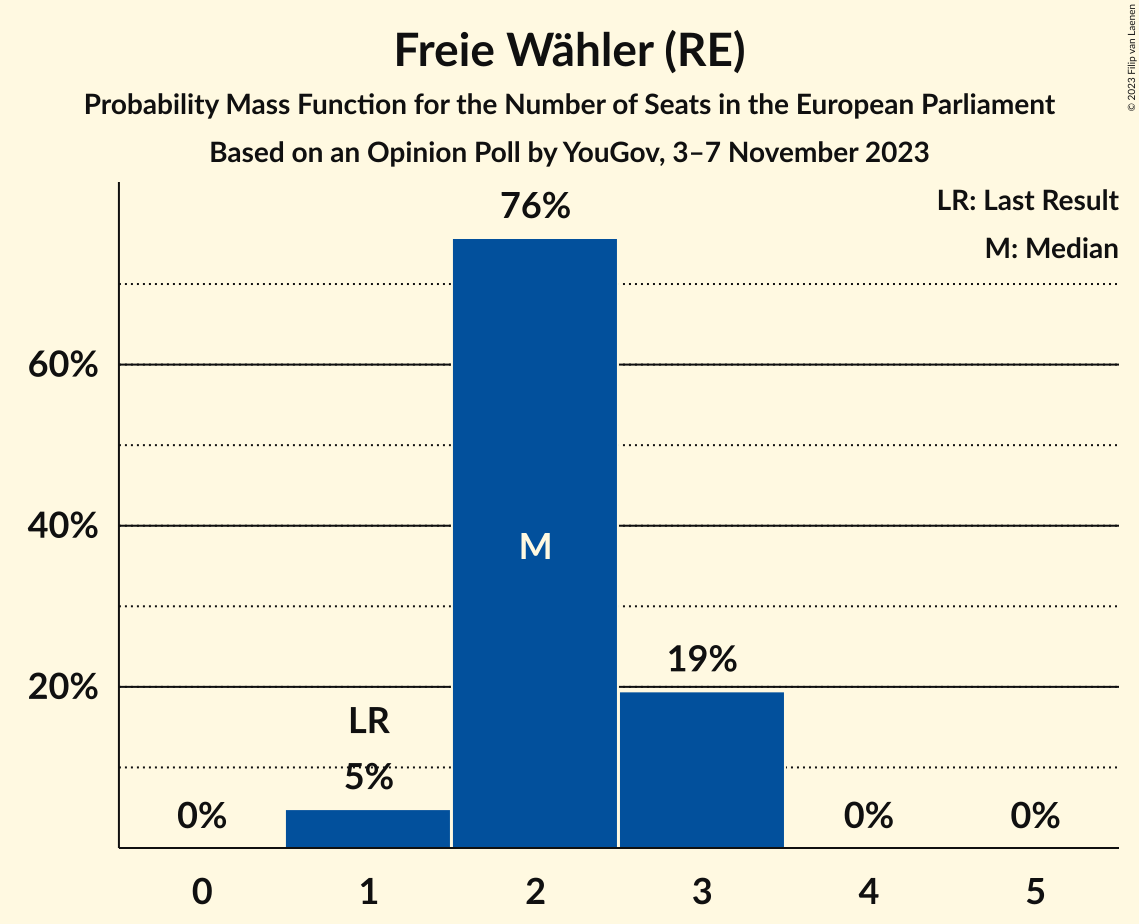 Freie Wähler (RE)
Probability Mass Function for the Number of Seats in the European Parliament
Based on an Opinion Poll by YouGov, 3–7 November 2023
© 2023 Filip van Laenen
LR: Last Result
M: Median
76%
60%
40%
20%
M
19%
LR
5%
0%
0%
0%
0 1 2 3 4 5